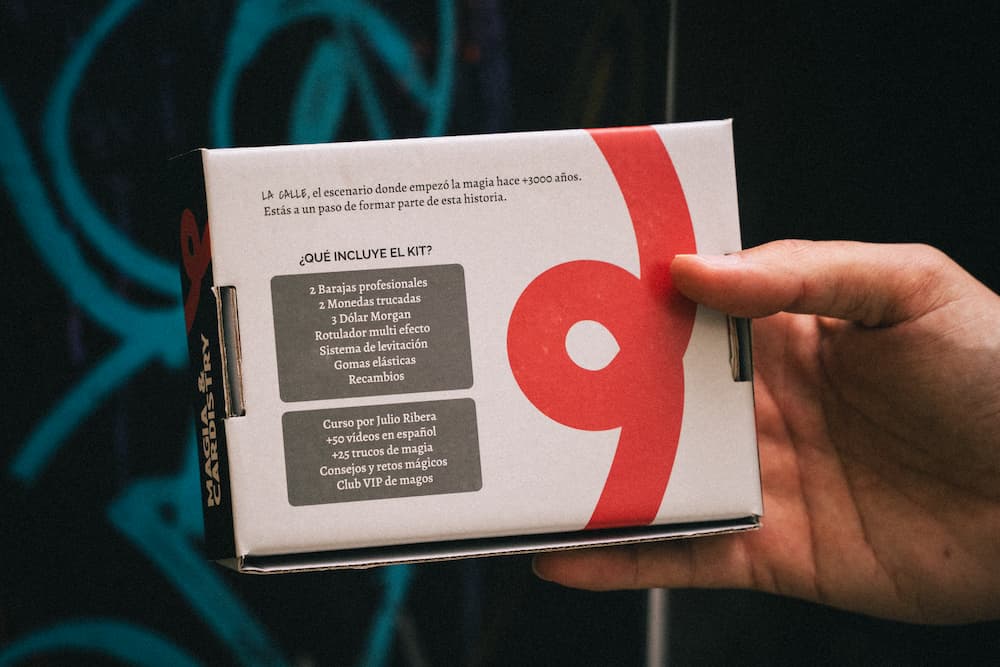 LA CALLE, el escenario donde empezó la magia hace +3000 años.
Estás a un paso de formar parte de esta historia.
¿QUÉ INCLUYE EL KIT?
2 Barajas profesionales
2 Monedas trucadas
3 Dólar Morgan
Rotulador multi efecto
Sistema de levitación
Gomas elásticas
Recambios
Curso por Julio Ribera
+50 vídeos en español
+25 trucos de magia
Consejos y retos mágicos
Club VIP de magos
MAGIA &
CARDISTRY